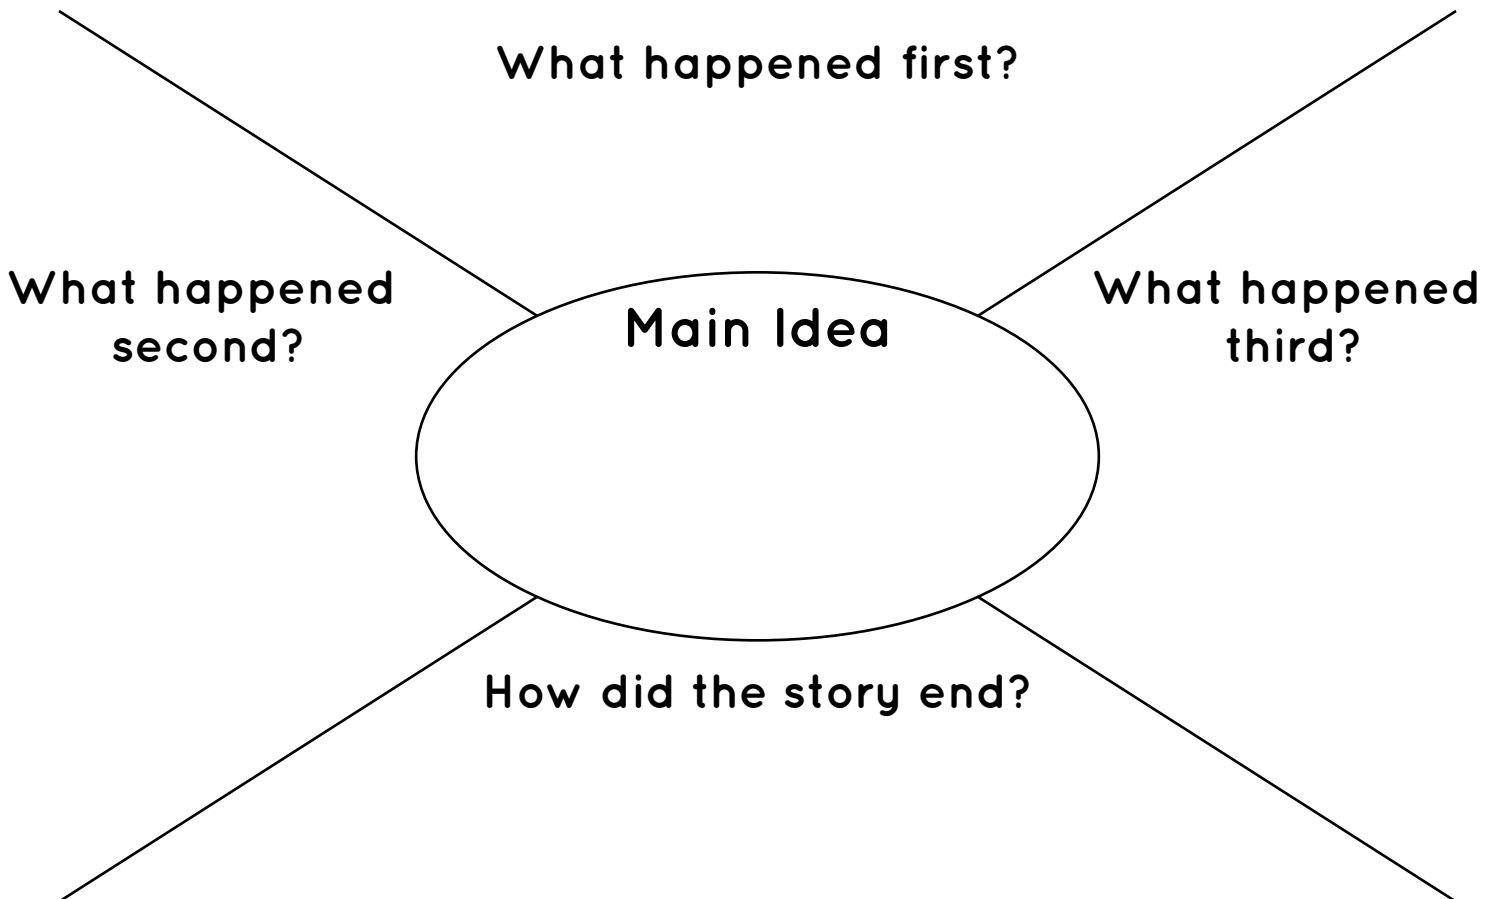 What happened first?
What happened
second?
Main Idea
What happened
third?
How did the story end?